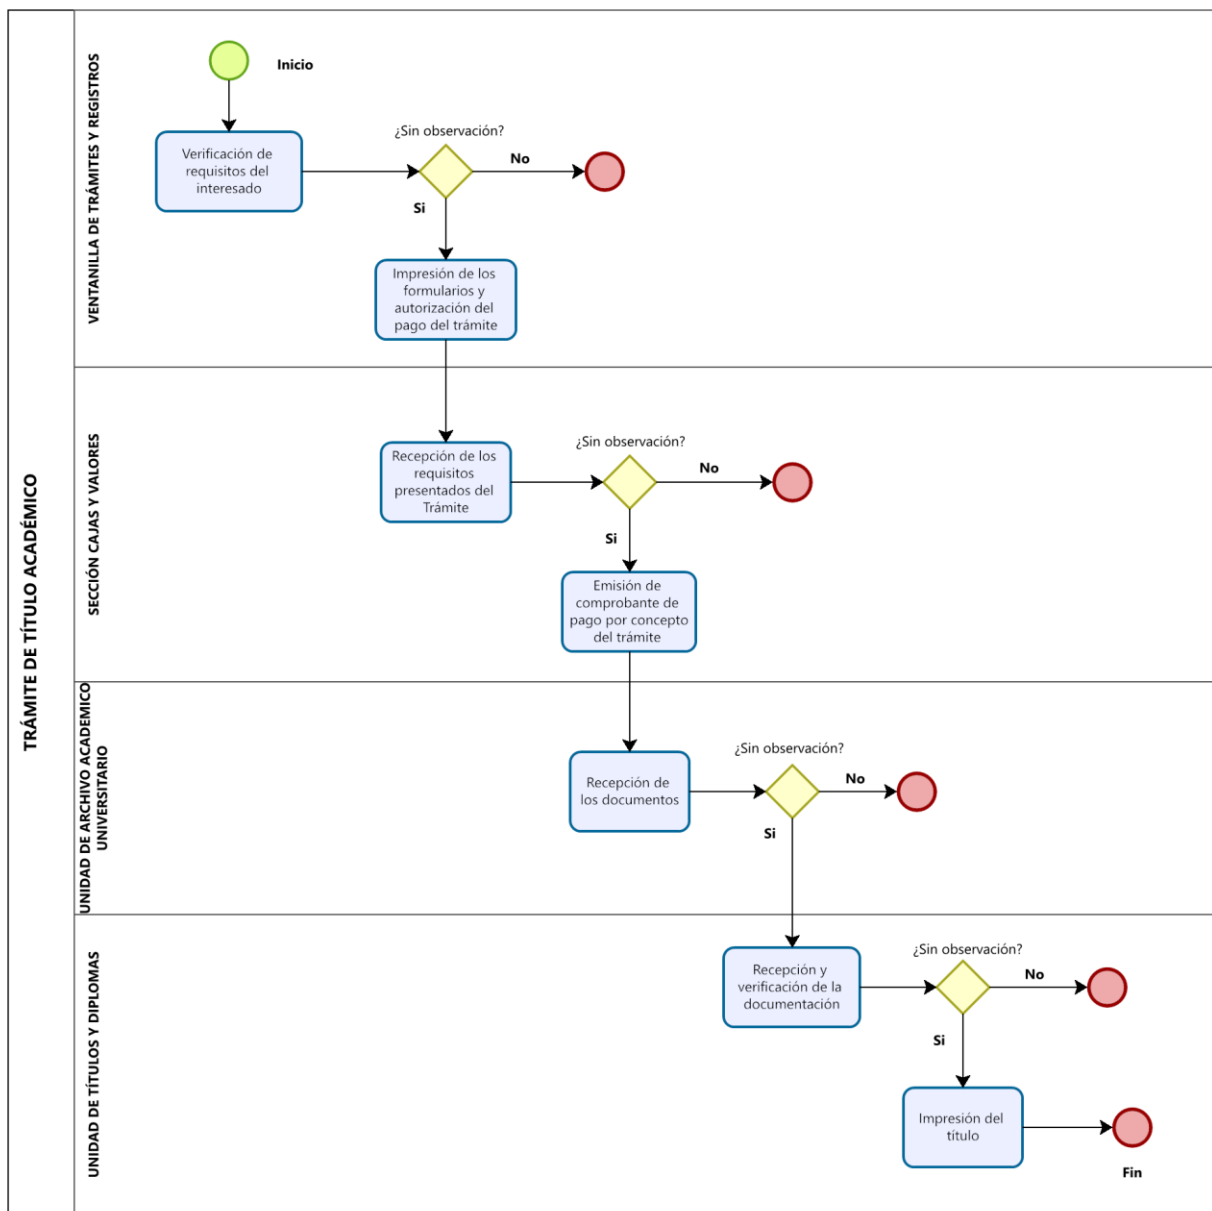 TRÁMITE DE TÍTULO ACADÉMICO
VENTANILLA DE TRÁMITES Y REGISTROS
Inicio
Verificación de
requisitos del
interesado
¿Sin observación?
No
Si
Impresión de los
formularios y
autorización del
pago del trámite
SECCIÓN CAJAS Y VALORES
Recepción de los
requisitos
presentados del
Trámite
¿Sin observación?
No
Si
Emisión de
comprobante de
pago por concepto
del trámite
UNIDAD DE ARCHIVO ACADEMICO
UNIVERSITARIO
Recepción de
los documentos
¿Sin observación?
No
Si
UNIDAD DE TÍTULOS Y DIPLOMAS
Recepción y
verificación de la
documentación
¿Sin observación?
No
Si
Impresión del
título
Fin